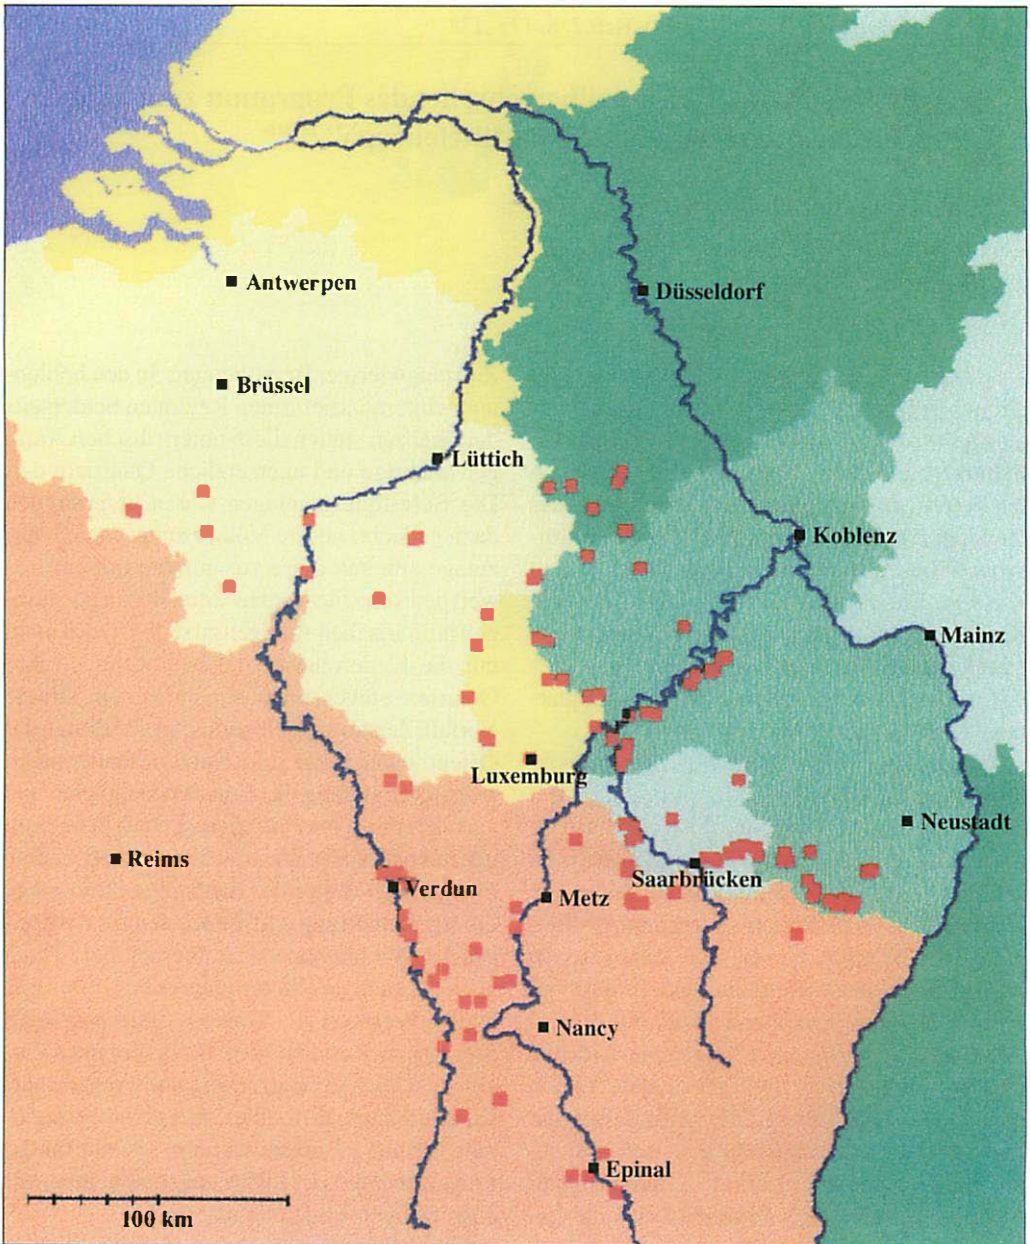 Antwerpen
Düsseldorf
Brüssel
Lüttich
Koblenz
Mainz
Luxemburg
Neustadt
Reims
Saarbrücken
Verdun
Metz
Nancy
Epinal
100 km